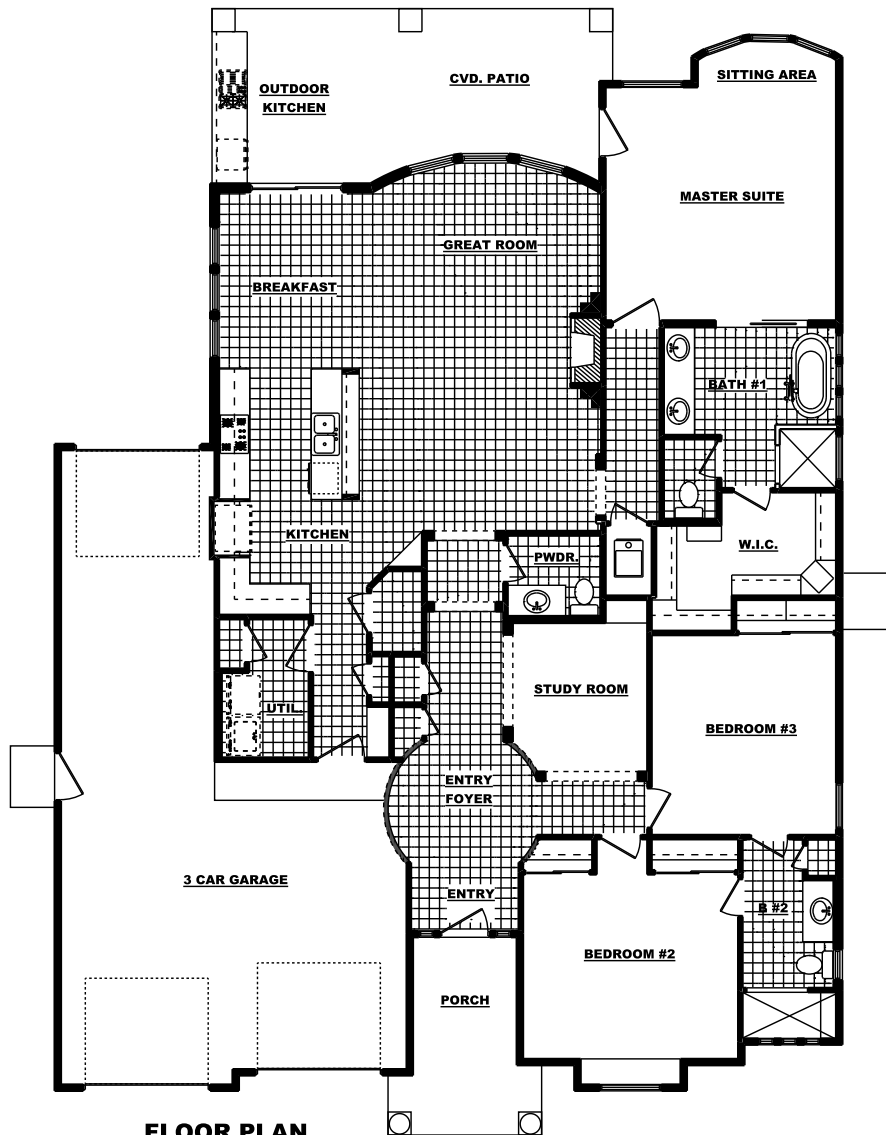 SITTING AREA
CVD. PATIO
OUTDOOR
KITCHEN
MASTER SUITE
GREAT ROOM
BREAKFAST
BATH #1
KITCHEN
W.I.C.
PWDR.
STUDY ROOM
UTIL.
BEDROOM #3
ENTRY
FOYER
3 CAR GARAGE
ENTRY
B #2
BEDROOM #2
PORCH
FLOOR PLAN